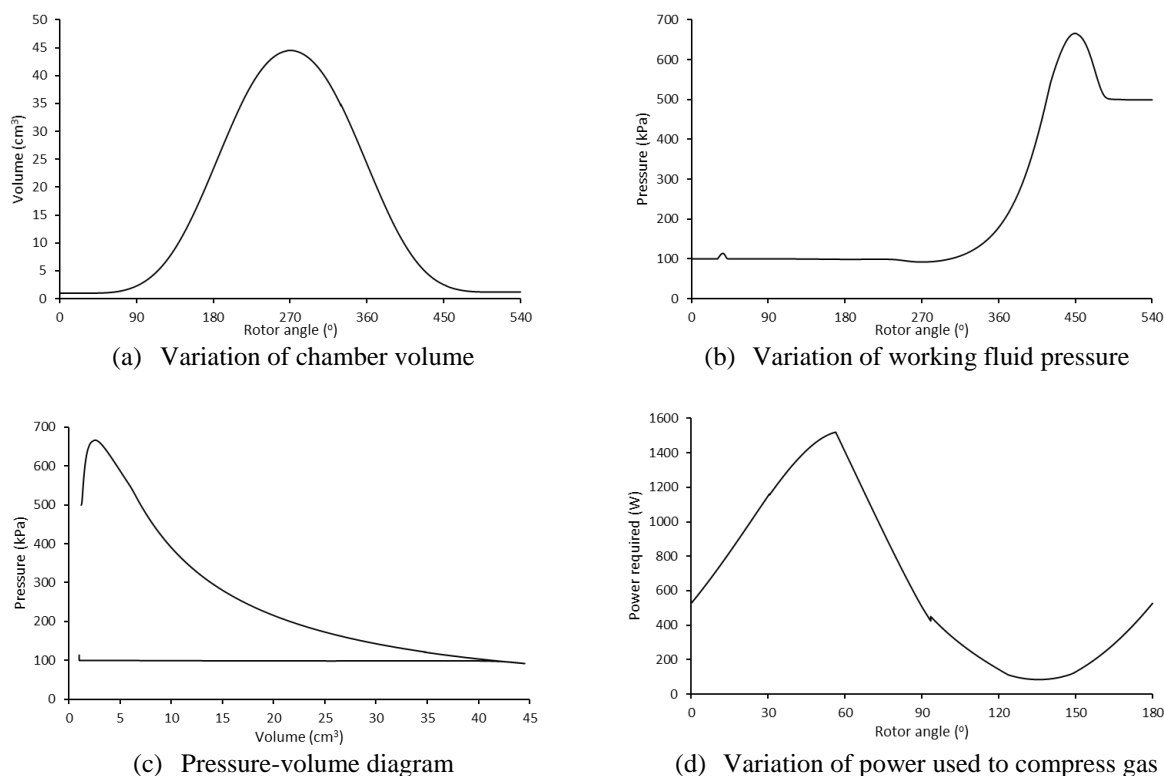 50
45
40
35
30
25
20
15
10
5
0
Volume (cm³)
0 90 180 270 360 450 540
Rotor angle (°)
(a) Variation of chamber volume
700
600
500
400
300
200
100
0
Pressure (kPa)
0 90 180 270 360 450 540
Rotor angle (°)
(b) Variation of working fluid pressure
700
600
500
400
300
200
100
0
Pressure (kPa)
0 5 10 15 20 25 30 35 40 45
Volume (cm³)
(c) Pressure-volume diagram
1600
1400
1200
1000
800
600
400
200
0
Power required (W)
0 30 60 90 120 150 180
Rotor angle (°)
(d) Variation of power used to compress gas